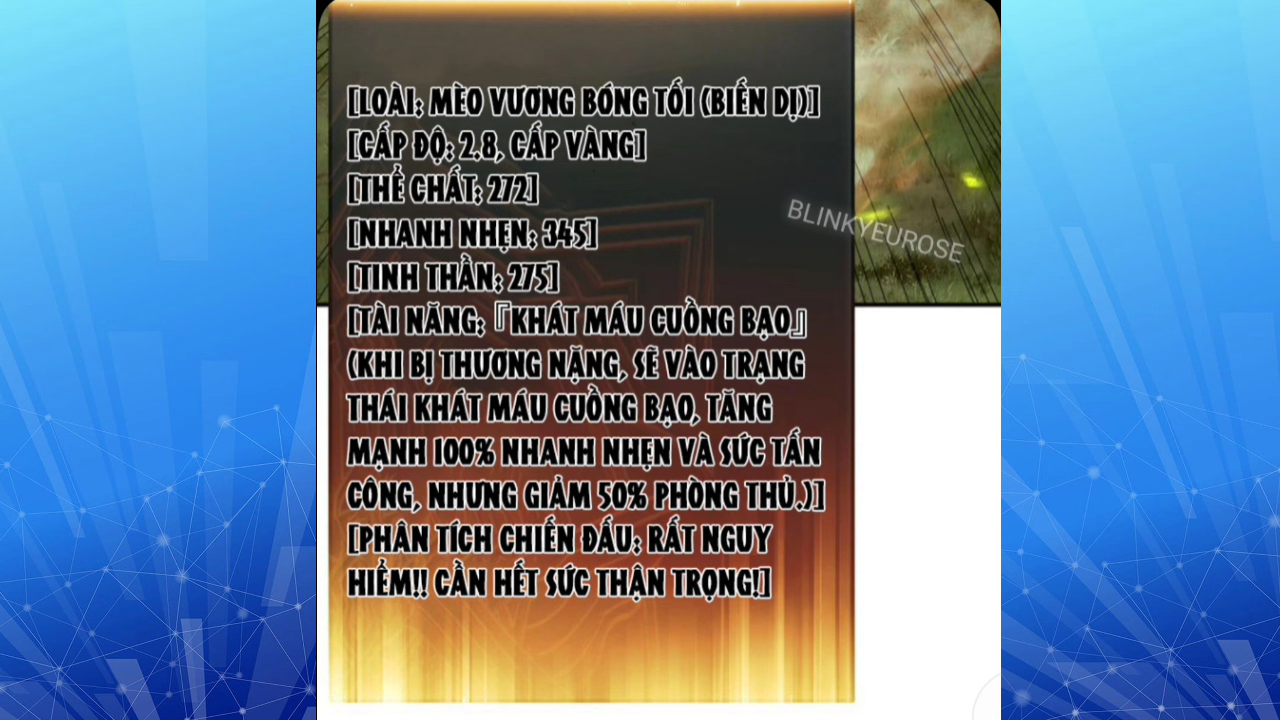 [LOÀI: MÈO VƯƠNG BÓNG TỐI (BIẾN DỊ)]
[CẤP ĐỘ: 2.8, CẤP VÀNG]
[THỂ CHẤT: 272]
[NHANH NHẸN: 345]
[TINH THẦN: 275]
[TÀI NĂNG:『KHÁT MÁU CUỒNG BẠO』
(KHI BỊ THƯƠNG NẶNG, SẼ VÀO TRẠNG
THÁI KHÁT MÁU CUỒNG BẠO, TĂNG
MẠNH 100% NHANH NHẸN VÀ SỨC TẤN
CÔNG, NHƯNG GIẢM 50% PHÒNG THỦ.)]
[PHÂN TÍCH CHIẾN ĐẤU: RẤT NGUY
HIỂM!! CẦN HẾT SỨC THẬN TRỌNG!]
BLINKYEUROSE